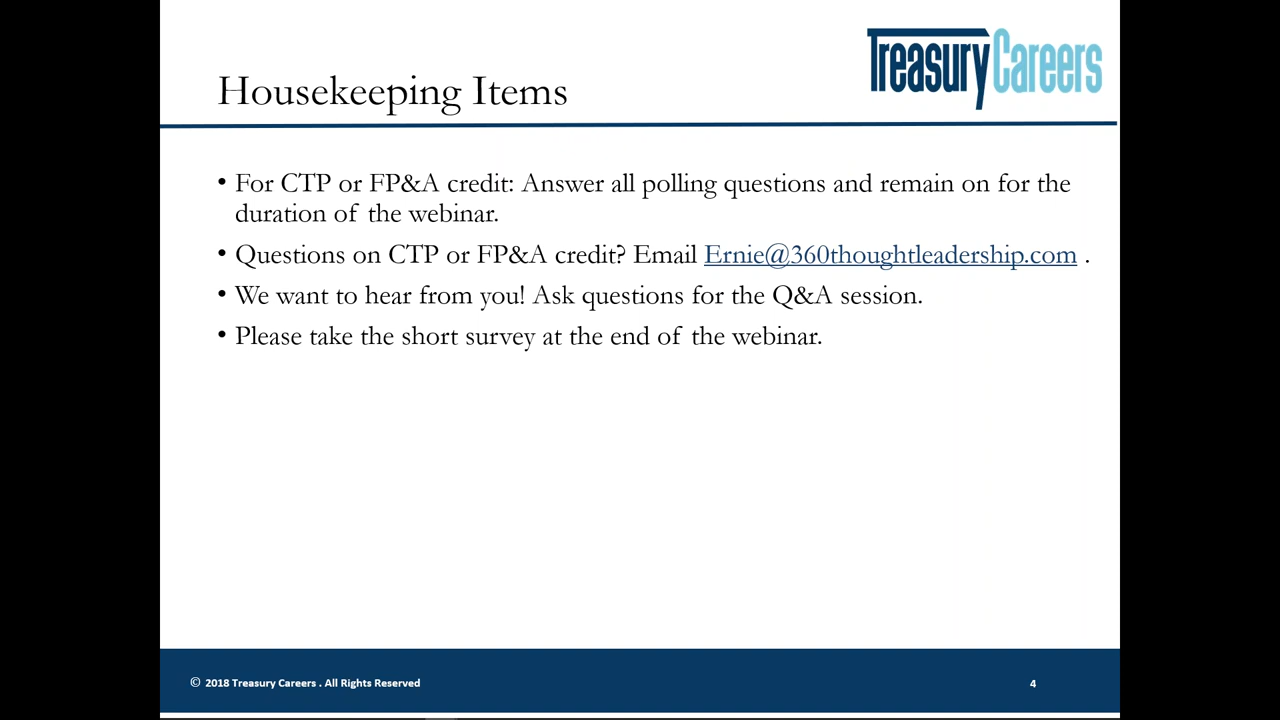 TreasuryCareers
Housekeeping Items
• For CTP or FP&A credit: Answer all polling questions and remain on for the
duration of the webinar.
• Questions on CTP or FP&A credit? Email Ernie@360thoughtleadership.com .
• We want to hear from you! Ask questions for the Q&A session.
• Please take the short survey at the end of the webinar.
© 2018 Treasury Careers . All Rights Reserved
4